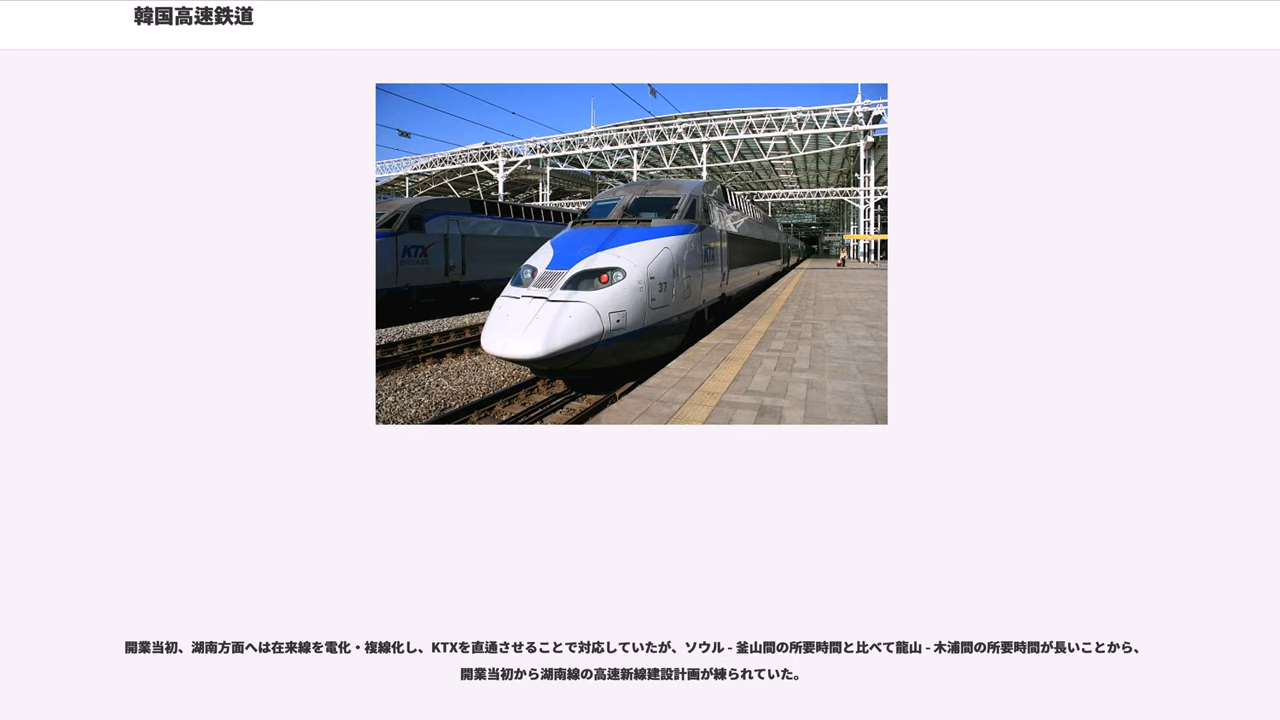 韓国高速鉄道
KTX
KTX
37
開業当初、湖南方面へは在来線を電化・複線化し、KTXを直通させることで対応していたが、ソウル - 釜山間の所要時間と比べて龍山 - 木浦間の所要時間が長いことから、
開業当初から湖南線の高速新線建設計画が練られていた。